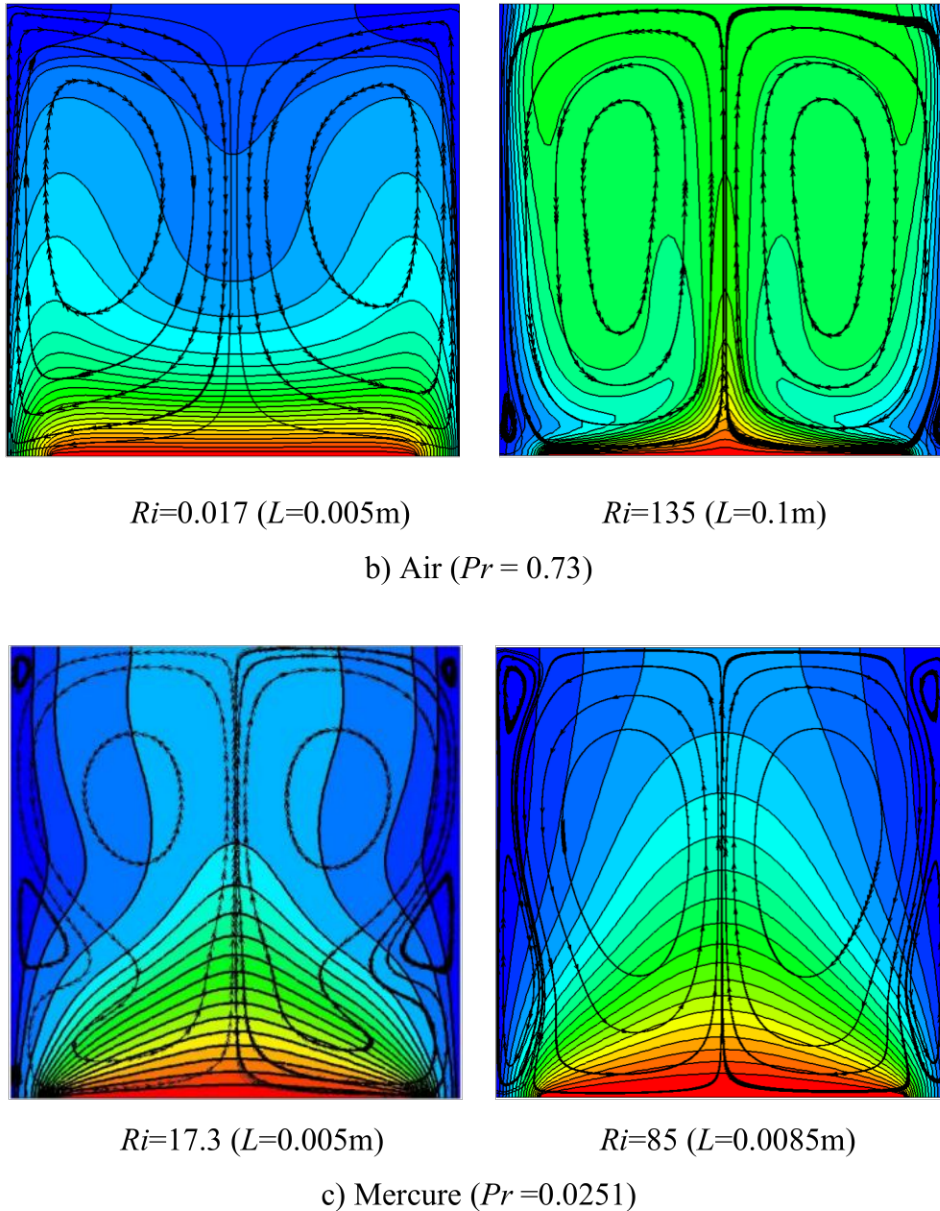 Ri=0.017 (L=0.005m) Ri=135 (L=0.1m)
b) Air (Pr = 0.73)
Ri=17.3 (L=0.005m) Ri=85 (L=0.0085m)
c) Mercure (Pr =0.0251)